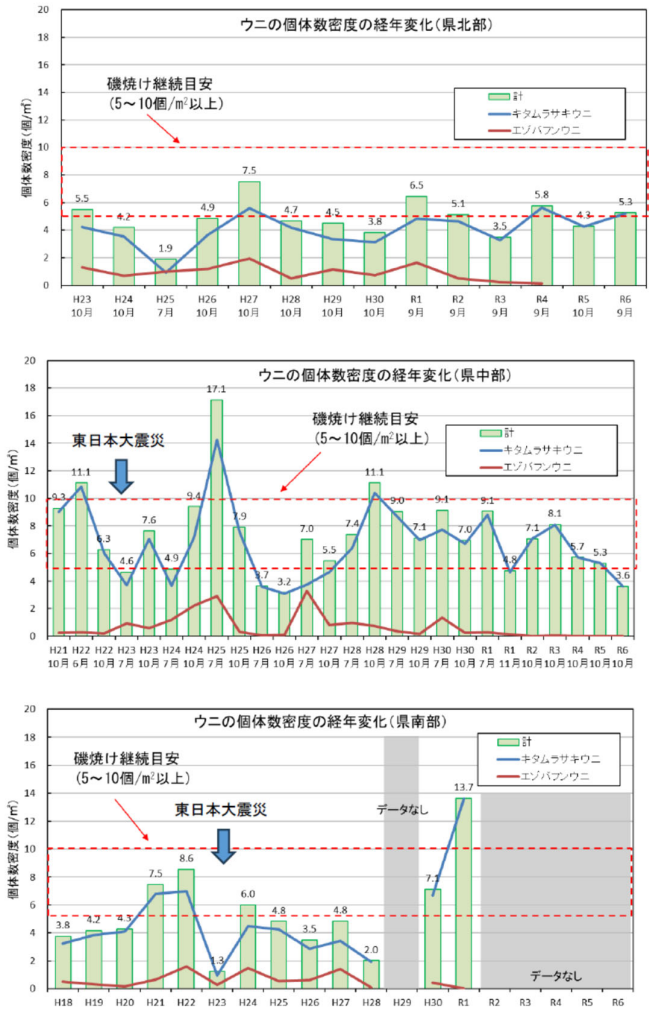 ウニの個体数密度の経年変化(県北部)
磯焼け継続目安
(5～10個/m²以上)
計
キタムラサキウニ
エゾバフンウニ
個体数密度(個/㎡)
20
18
16
14
12
10
8
6
4
2
0
5.5 4.2 1.9 4.9 7.5 4.7 4.5 3.8 6.5 5.1 3.5 5.8 4.3 5.3
H23 H24 H25 H26 H27 H28 H29 H30 R1 R2 R3 R4 R5 R6
10月 10月 7月 10月 10月 10月 10月 10月 9月 9月 9月 9月 10月 9月
ウニの個体数密度の経年変化(県中部)
東日本大震災
磯焼け継続目安
(5～10個/m²以上)
計
キタムラサキウニ
エゾバフンウニ
個体数密度(個/㎡)
20
18
16
14
12
10
8
6
4
2
0
9.3 11.1 6.3 4.6 7.6 4.9 9.4 17.1 7.9 3.7 3.2 7.0 5.5 7.4 11.1 9.0 7.1 9.1 7.0 9.1 4.8 7.1 8.1 5.7 5.3 3.6
H21 H22 H22 H23 H23 H24 H24 H25 H25 H26 H26 H27 H27 H28 H28 H29 H29 H30 H30 R1 R1 R2 R3 R4 R5 R6
10月 6月 10月 7月 10月 7月 10月 7月 10月 7月 10月 7月 10月 7月 10月 7月 10月 7月 10月 7月 11月 10月 10月 10月 10月 10月
ウニの個体数密度の経年変化(県南部)
磯焼け継続目安
(5～10個/m²以上)
東日本大震災
計
キタムラサキウニ
エゾバフンウニ
データなし
個体数密度(個/㎡)
20
18
16
14
12
10
8
6
4
2
0
3.8 4.2 4.3 7.5 8.6 1.3 6.0 4.8 3.5 4.8 2.0 7.1 13.7
データなし
H18 H19 H20 H21 H22 H23 H24 H25 H26 H27 H28 H29 H30 R1 R2 R3 R4 R5 R6